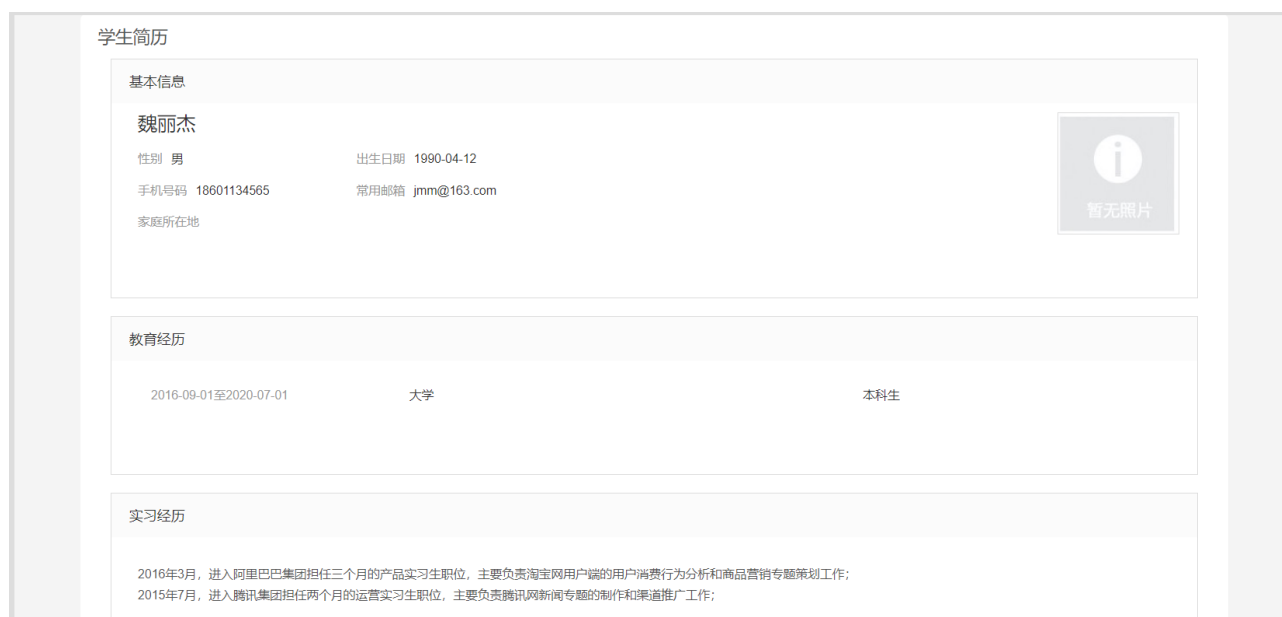 学生简历
基本信息
魏丽杰
性别 男 出生日期 1990-04-12
手机号码 18601134565 常用邮箱 jmm@163.com
家庭所在地
暂无照片
教育经历
2016-09-01至2020-07-01 大学 本科生
实习经历
2016年3月，进入阿里巴巴集团担任三个月的产品实习生职位，主要负责淘宝网用户端的用户消费行为分析和商品营销专题策划工作；
2015年7月，进入腾讯集团担任两个月的运营实习生职位，主要负责腾讯网新闻专题的制作和渠道推广工作；